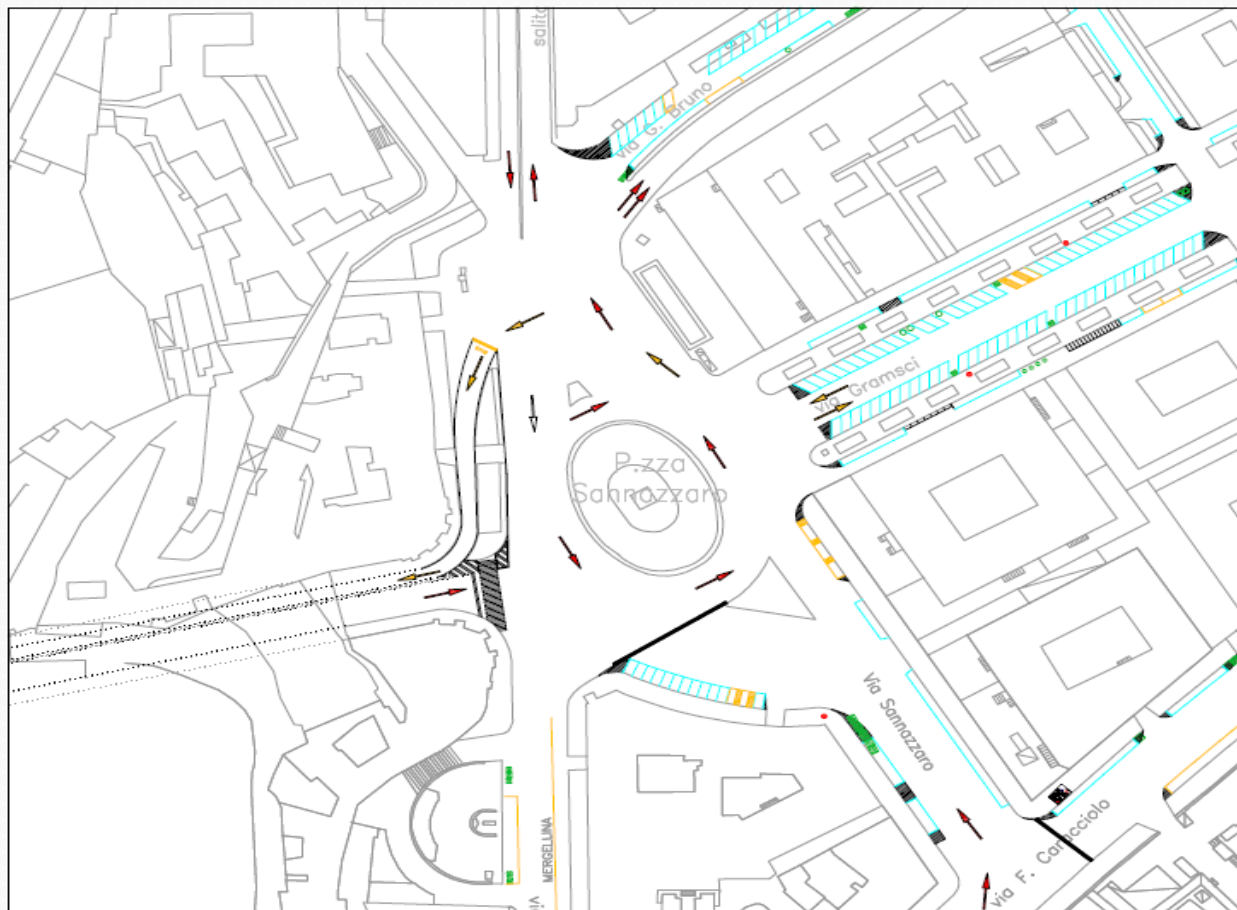 salita
via G. Bruno
via Gramsci
P.zza
Sannazzaro
Via Sannazzaro
via F. Caracciolo
MERGELLINA